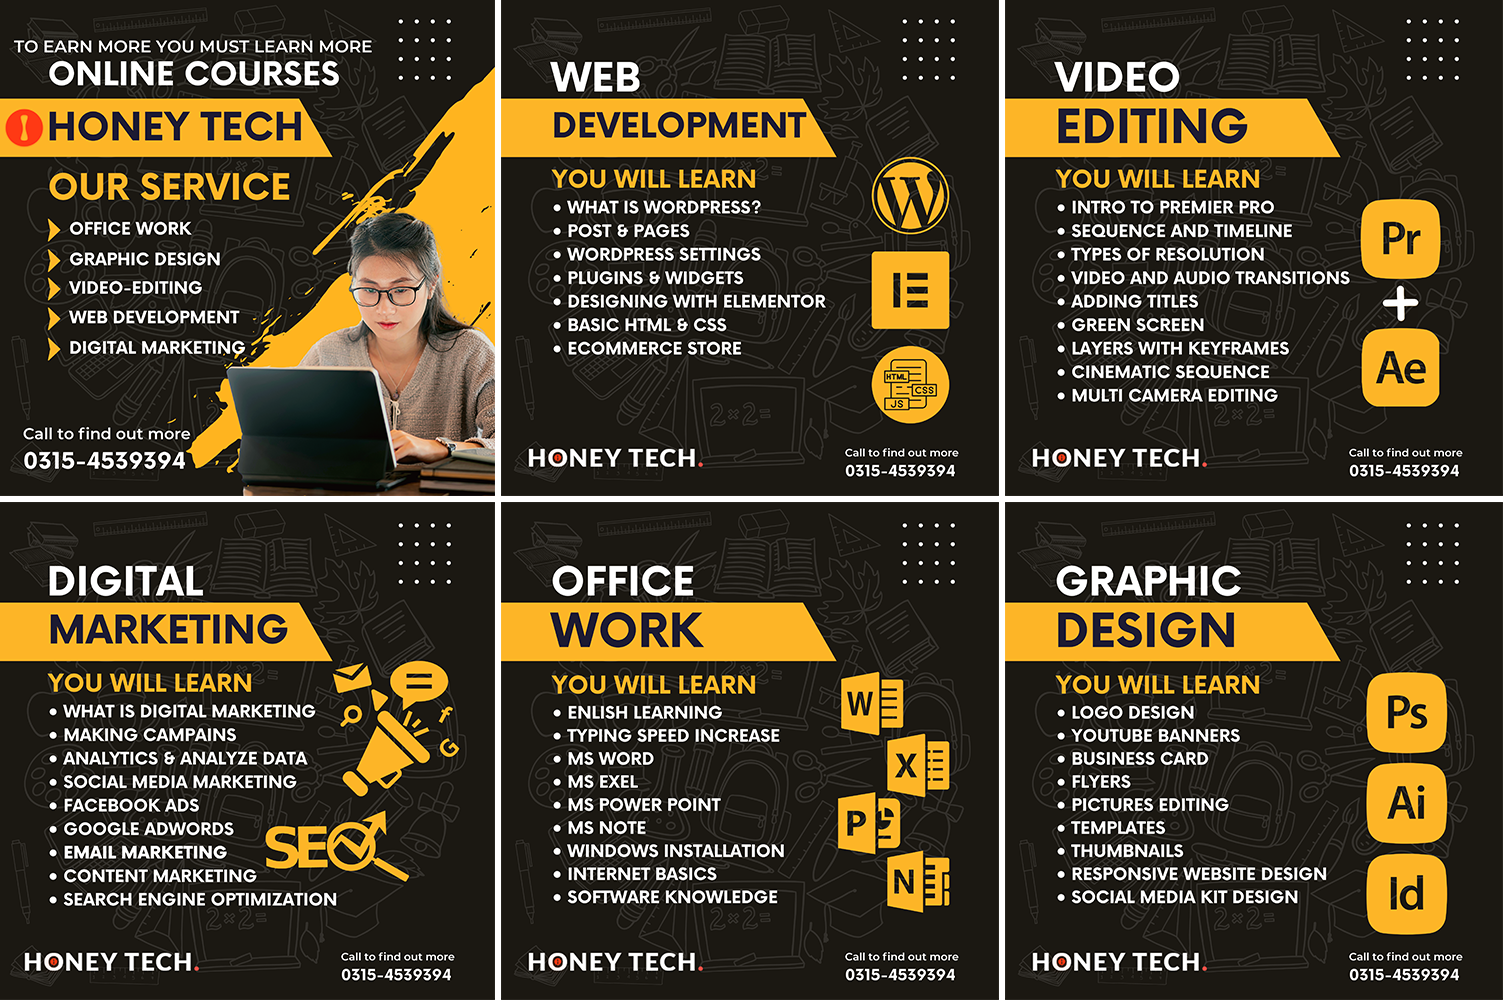 TO EARN MORE YOU MUST LEARN MORE
ONLINE COURSES
HONEY TECH
OUR SERVICE
OFFICE WORK
GRAPHIC DESIGN
VIDEO-EDITING
WEB DEVELOPMENT
DIGITAL MARKETING
Call to find out more
0315-4539394
WEB
DEVELOPMENT
YOU WILL LEARN
• WHAT IS WORDPRESS?
• POST & PAGES
• WORDPRESS SETTINGS
• PLUGINS & WIDGETS
• DESIGNING WITH ELEMENTOR
• BASIC HTML & CSS
• ECOMMERCE STORE
W
E
HTML
CSS
JS
HONEY TECH.
Call to find out more
0315-4539394
VIDEO
EDITING
YOU WILL LEARN
• INTRO TO PREMIER PRO
• SEQUENCE AND TIMELINE
• TYPES OF RESOLUTION
• VIDEO AND AUDIO TRANSITIONS
• ADDING TITLES
• GREEN SCREEN
• LAYERS WITH KEYFRAMES
• CINEMATIC SEQUENCE
• MULTI CAMERA EDITING
Pr
+
Ae
2×2=
HONEY TECH.
Call to find out more
0315-4539394
DIGITAL
MARKETING
YOU WILL LEARN
• WHAT IS DIGITAL MARKETING
• MAKING CAMPAINS
• ANALYTICS & ANALYZE DATA
• SOCIAL MEDIA MARKETING
• FACEBOOK ADS
• GOOGLE ADWORDS
• EMAIL MARKETING
• CONTENT MARKETING
• SEARCH ENGINE OPTIMIZATION
f
G
SEO
HONEY TECH.
Call to find out more
0315-4539394
OFFICE
WORK
YOU WILL LEARN
• ENLISH LEARNING
• TYPING SPEED INCREASE
• MS WORD
• MS EXEL
• MS POWER POINT
• MS NOTE
• WINDOWS INSTALLATION
• INTERNET BASICS
• SOFTWARE KNOWLEDGE
W
X
P
N
2×2=
HONEY TECH.
Call to find out more
0315-4539394
GRAPHIC
DESIGN
YOU WILL LEARN
• LOGO DESIGN
• YOUTUBE BANNERS
• BUSINESS CARD
• FLYERS
• PICTURES EDITING
• TEMPLATES
• THUMBNAILS
• RESPONSIVE WEBSITE DESIGN
• SOCIAL MEDIA KIT DESIGN
Ps
Ai
Id
2×2=
HONEY TECH.
Call to find out more
0315-4539394